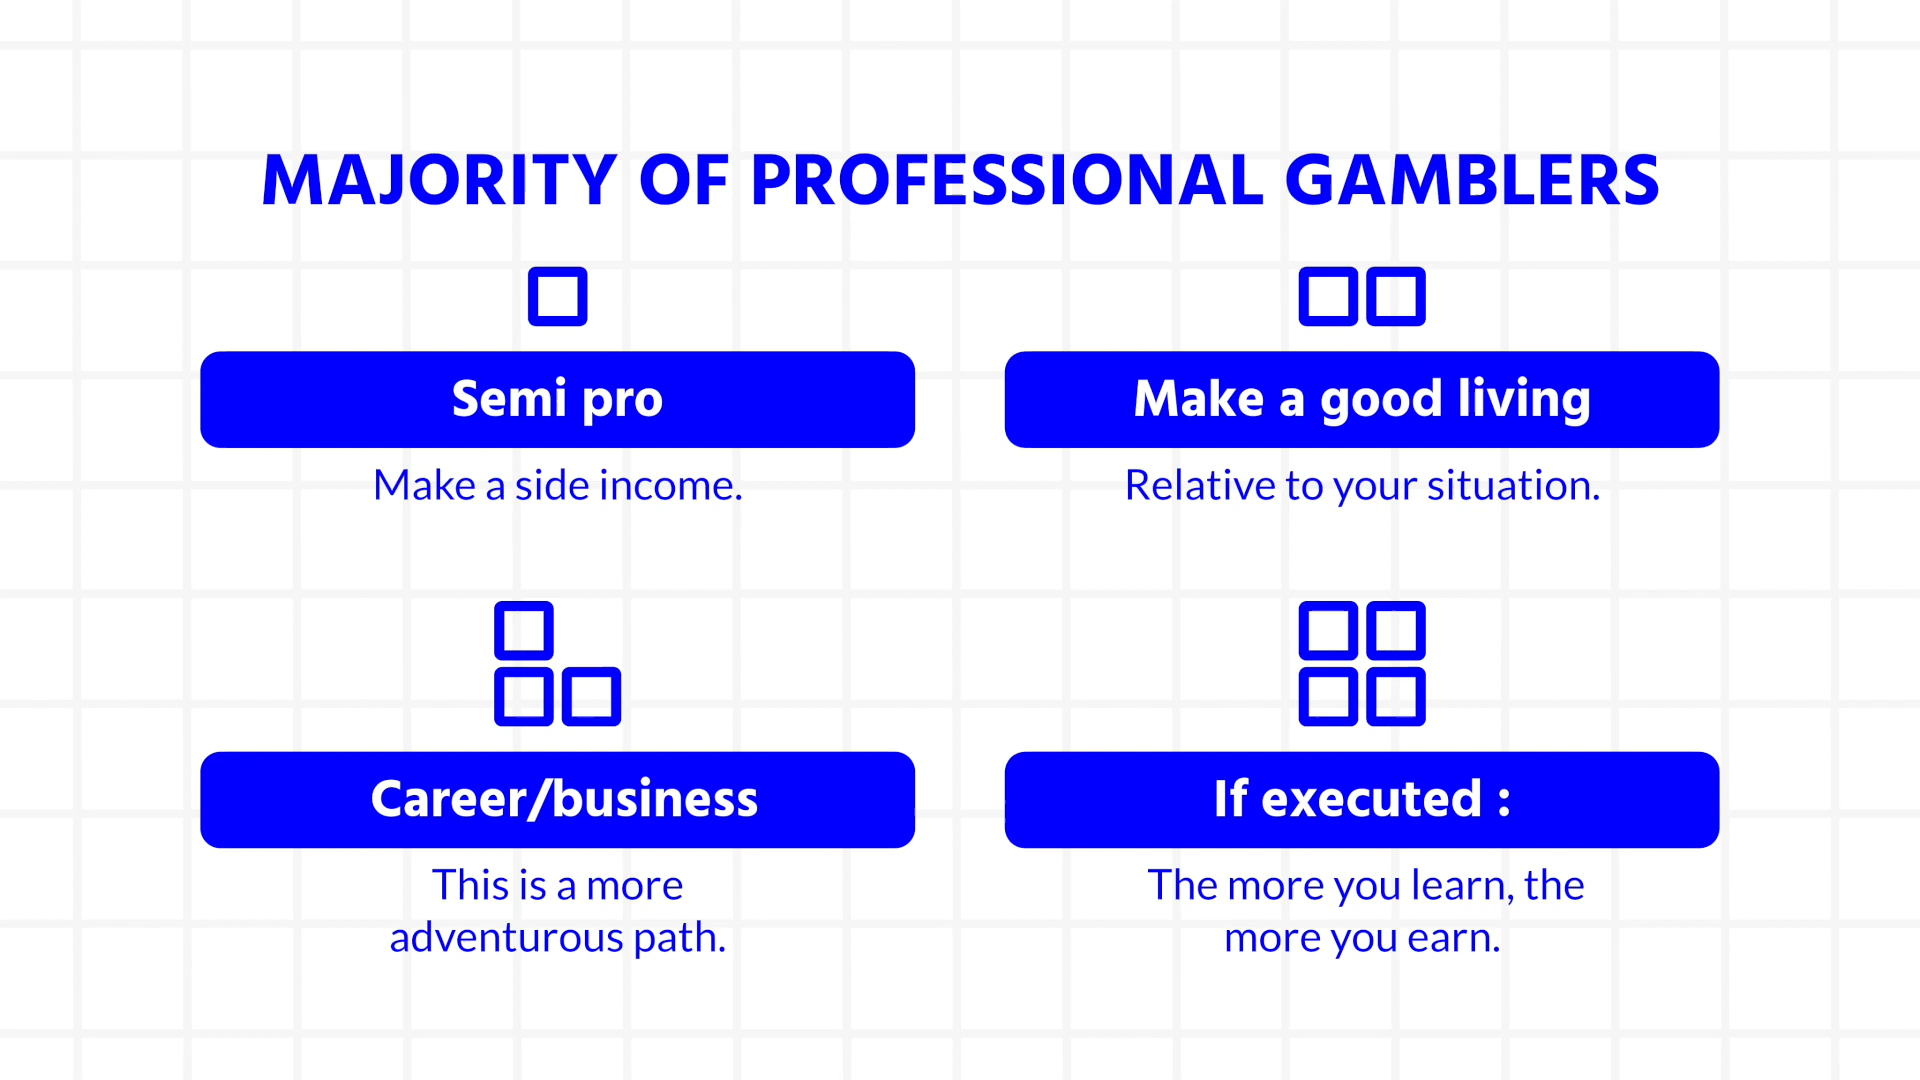 MAJORITY OF PROFESSIONAL GAMBLERS
Semi pro
Make a side income.
Make a good living
Relative to your situation.
Career/business
This is a more
adventurous path.
If executed :
The more you learn, the
more you earn.